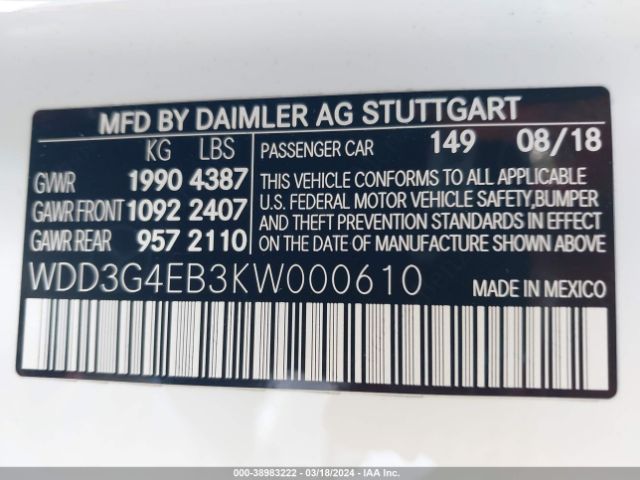 MFD BY DAIMLER AG STUTTGART
KG LBS
GWR 1990 4387
GAWR FRONT 1092 2407
GAWR REAR 957 2110
PASSENGER CAR 149 08/18
THIS VEHICLE CONFORMS TO ALL APPLICABLE
U.S. FEDERAL MOTOR VEHICLE SAFETY,BUMPER
AND THEFT PREVENTION STANDARDS IN EFFECT
ON THE DATE OF MANUFACTURE SHOWN ABOVE.
WDD3G4EB3KW000610
MADE IN MEXICO
000-38983222 - 03/18/2024 - IAA Inc.